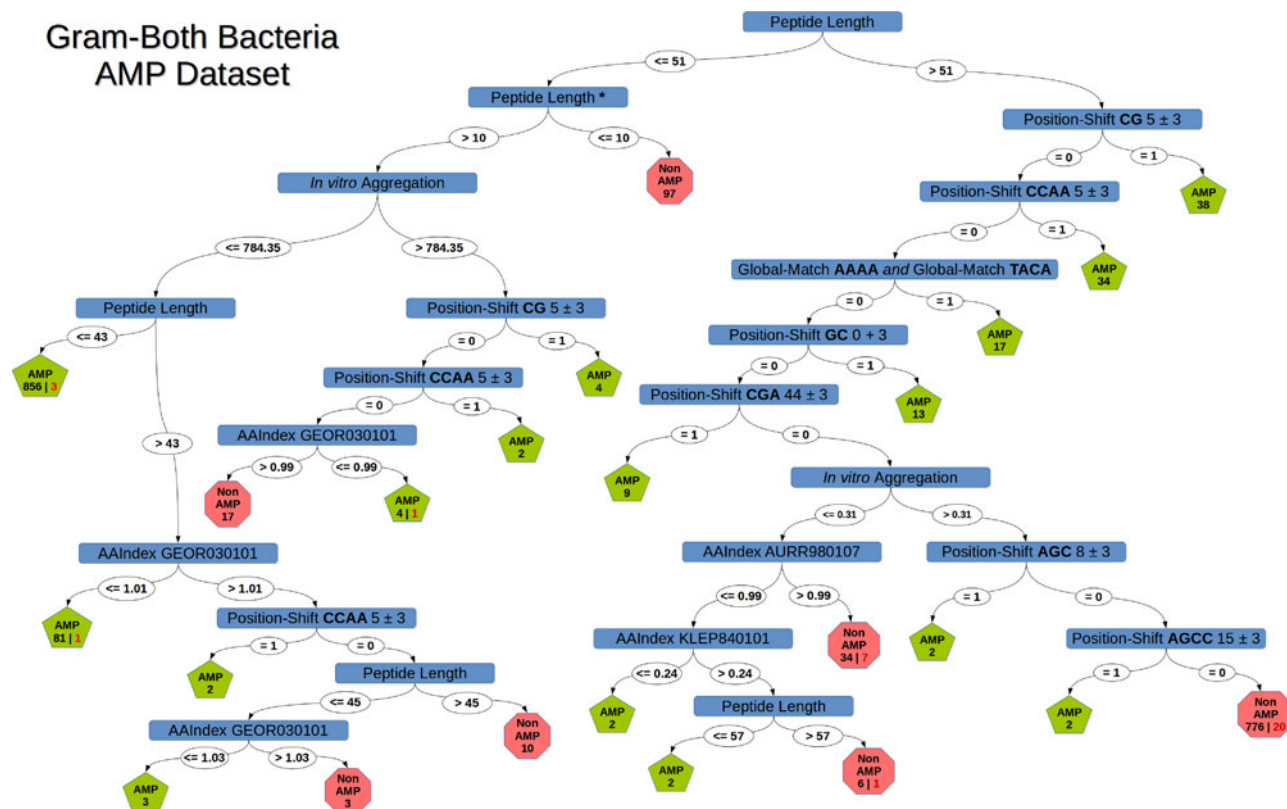 Gram-Both Bacteria
AMP Dataset
Peptide Length
<= 51
> 51
Peptide Length *
Position-Shift CG 5 ± 3
> 10
<= 10
= 0
= 1
In vitro Aggregation
Non
AMP
97
Position-Shift CCAA 5 ± 3
AMP
38
<= 784.35
> 784.35
= 0
= 1
Global-Match AAAA and Global-Match TACA
AMP
34
Peptide Length
Position-Shift CG 5 ± 3
= 0
= 1
<= 43
= 0
= 1
Position-Shift GC 0 + 3
AMP
17
AMP
856 | 3
Position-Shift CCAA 5 ± 3
AMP
4
= 0
= 1
= 0
= 1
Position-Shift CGA 44 ± 3
AMP
13
> 43
AAIndex GEOR030101
AMP
2
= 1
= 0
> 0.99
<= 0.99
AMP
9
In vitro Aggregation
Non
AMP
17
AMP
4 | 1
<= 0.31
> 0.31
AAIndex GEOR030101
AAIndex AURR980107
Position-Shift AGC 8 ± 3
<= 1.01
> 1.01
<= 0.99
> 0.99
= 1
= 0
AMP
81 | 1
Position-Shift CCAA 5 ± 3
AAIndex KLEP840101
Non
AMP
34 | 7
AMP
2
Position-Shift AGCC 15 ± 3
= 1
= 0
<= 0.24
> 0.24
= 1
= 0
AMP
2
Peptide Length
AMP
2
Peptide Length
AMP
2
Non
AMP
776 | 20
<= 45
> 45
<= 57
> 57
AAIndex GEOR030101
Non
AMP
10
AMP
2
Non
AMP
6 | 1
<= 1.03
> 1.03
AMP
3
Non
AMP
3